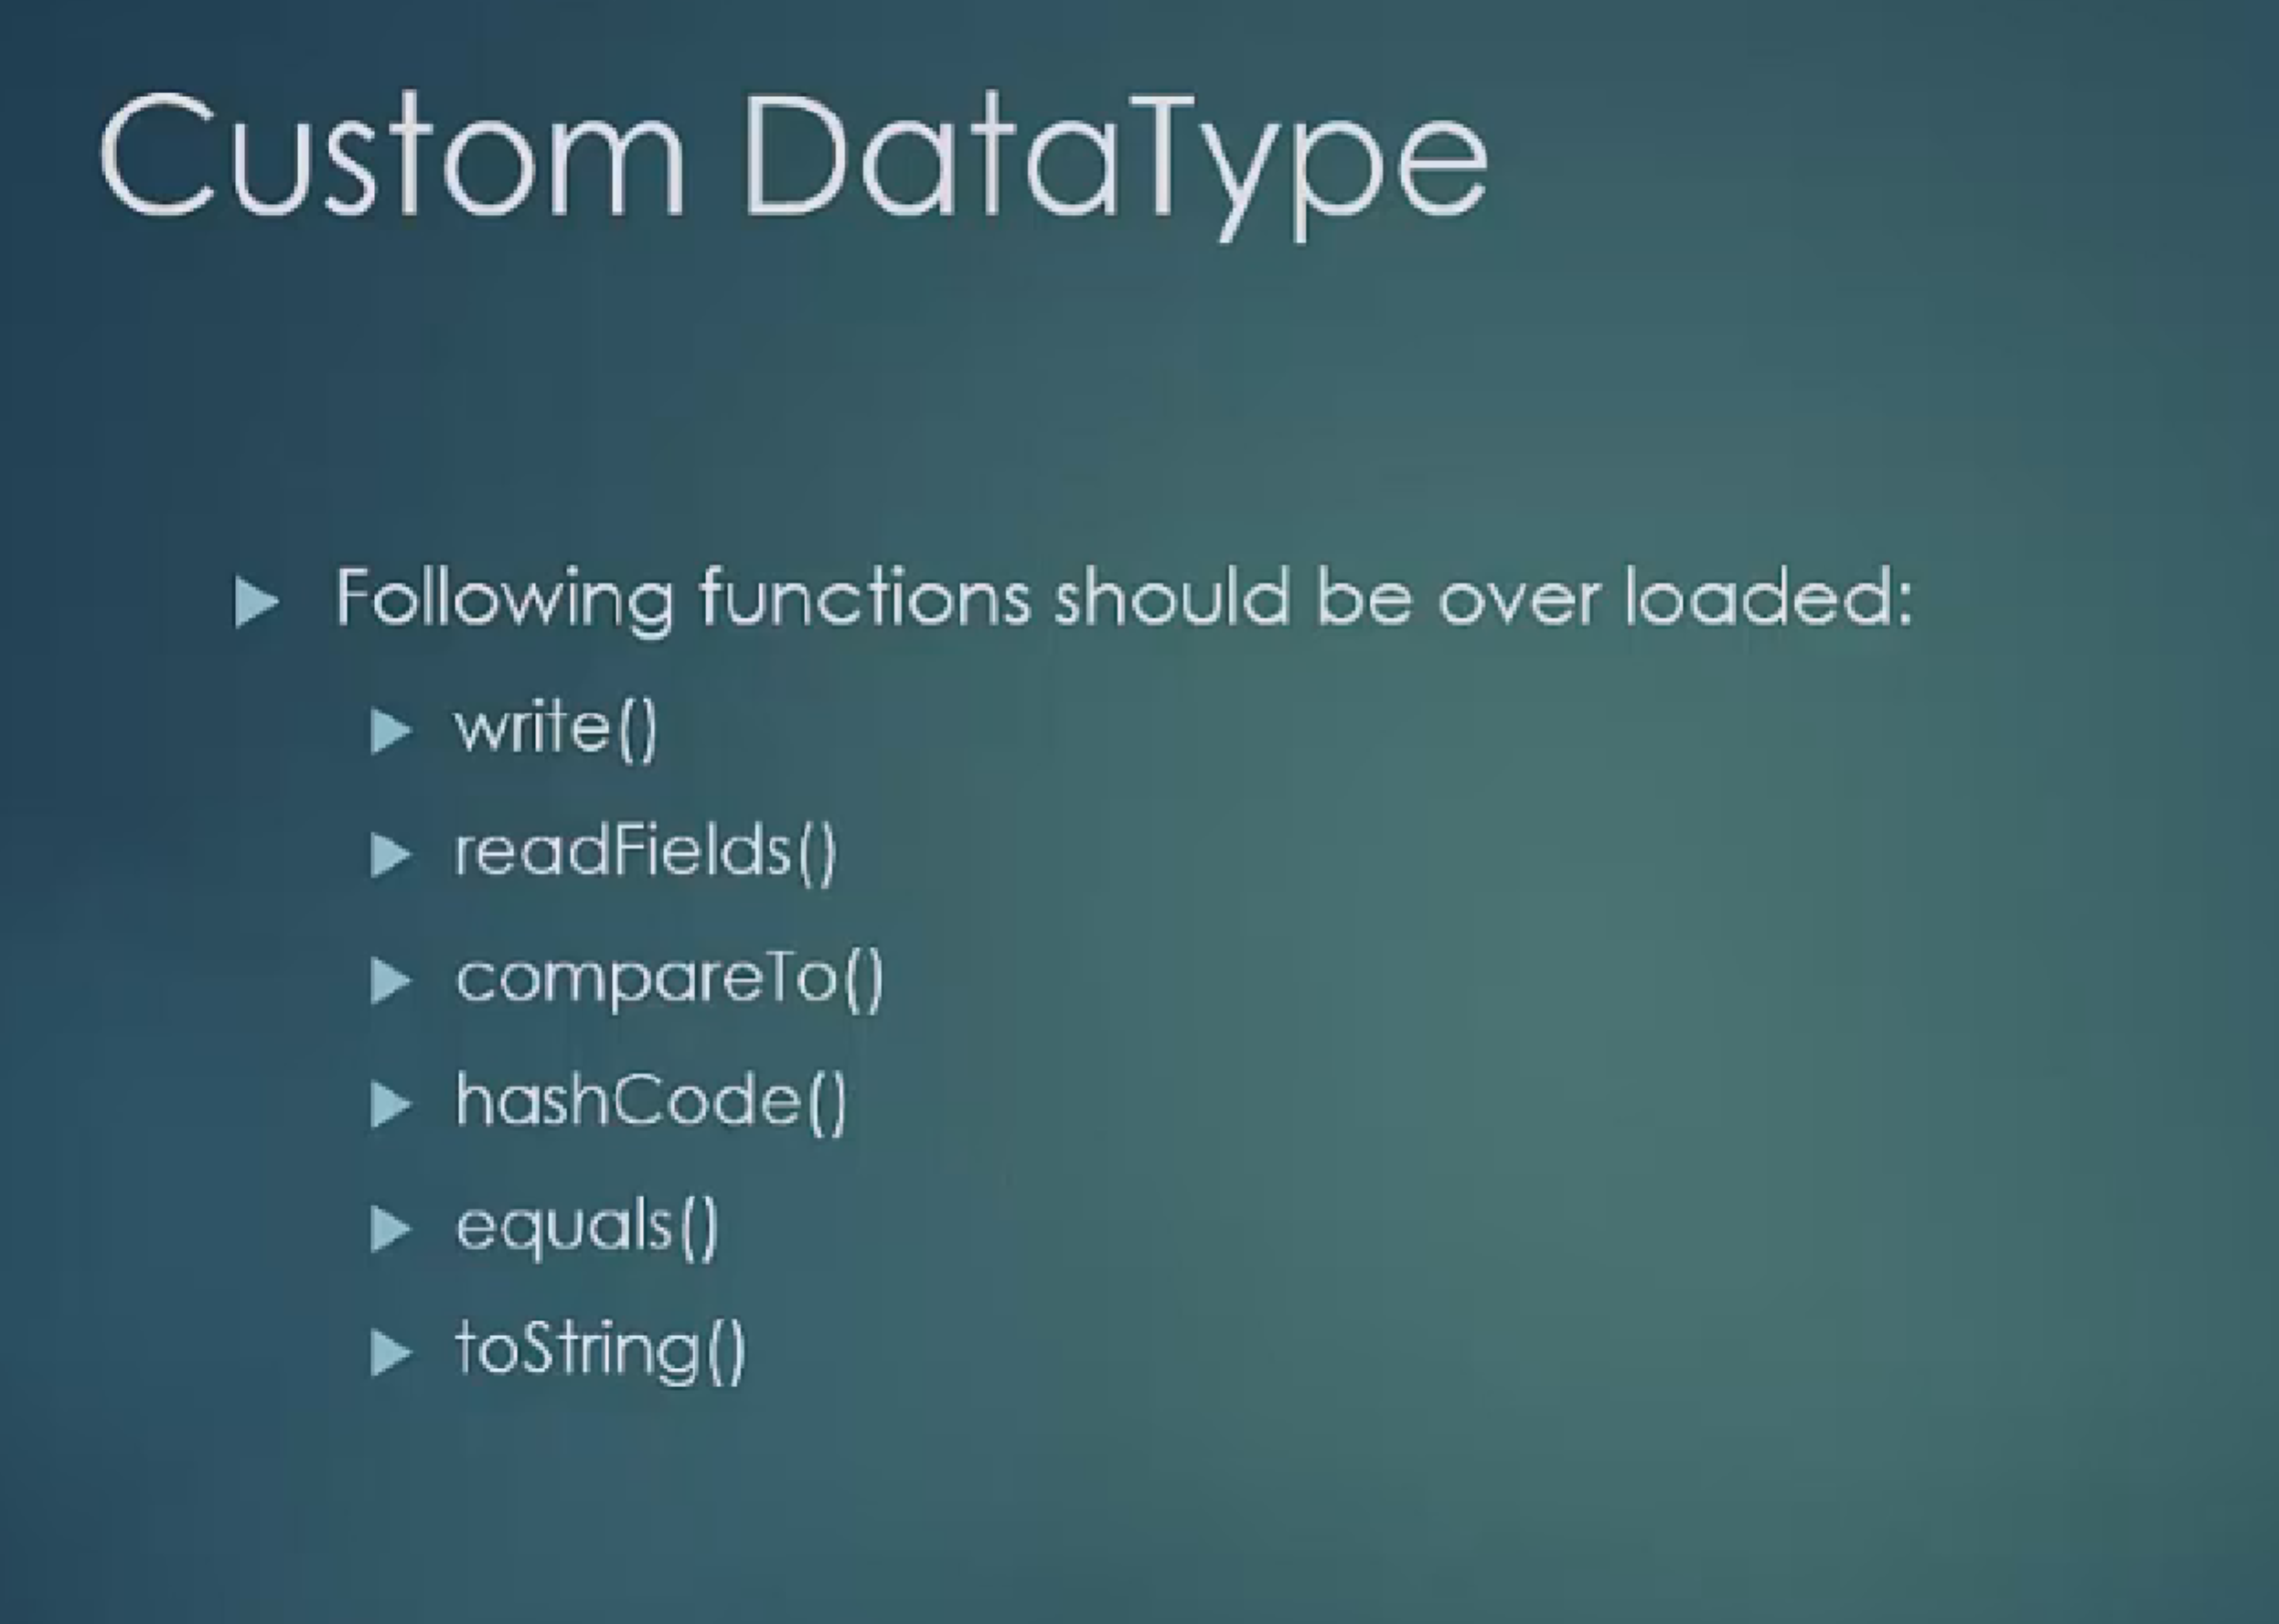 Custom DataType
Following functions should be over loaded:
write()
readFields()
compareTo()
hashCode()
equals()
toString()